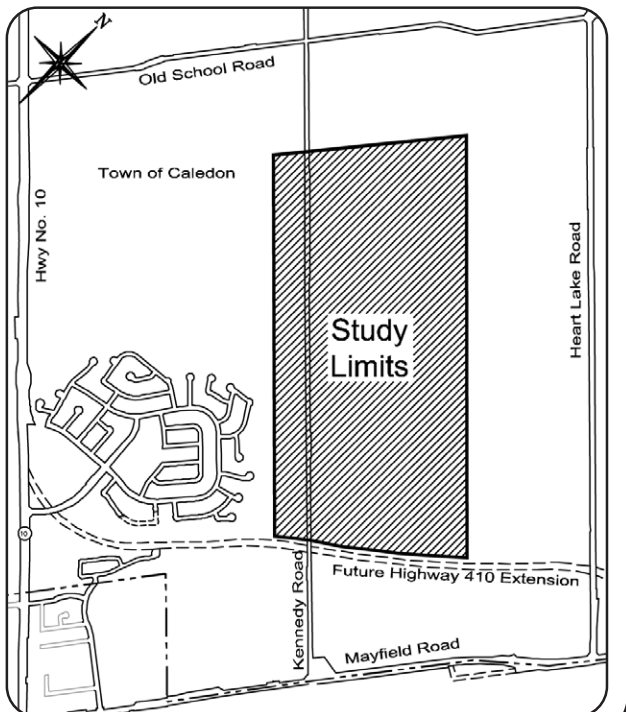 N
Old School Road
Town of Caledon
Hwy No. 10
Heart Lake Road
Study
Limits
10
Future Highway 410 Extension
Kennedy Road
Mayfield Road